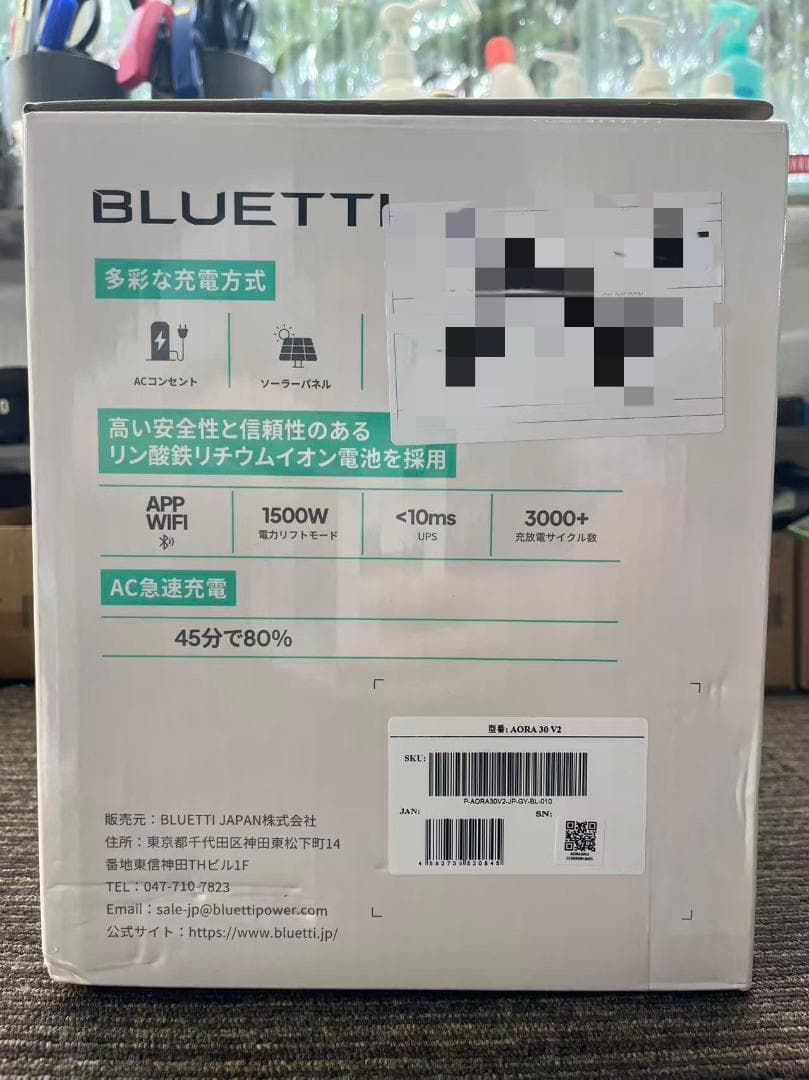 BLUETTI
多彩な充電方式
ACコンセント
ソーラーパネル
高い安全性と信頼性のある
リン酸鉄リチウムイオン電池を採用
APP
WIFI
1500W
電力リフトモード
<10ms
UPS
3000+
充放電サイクル数
AC急速充電
45分で80%
型番: AORA 30 V2
SKU:
P-AORA30V2-JP-GY-BL-010
JAN:
SN:
販売元：BLUETTI JAPAN株式会社
住所：東京都千代田区神田東松下町14
番地東信神田THビル1F
TEL：047-710-7823
Email：sale-jp@bluettipower.com
公式サイト：https://www.bluetti.jp/